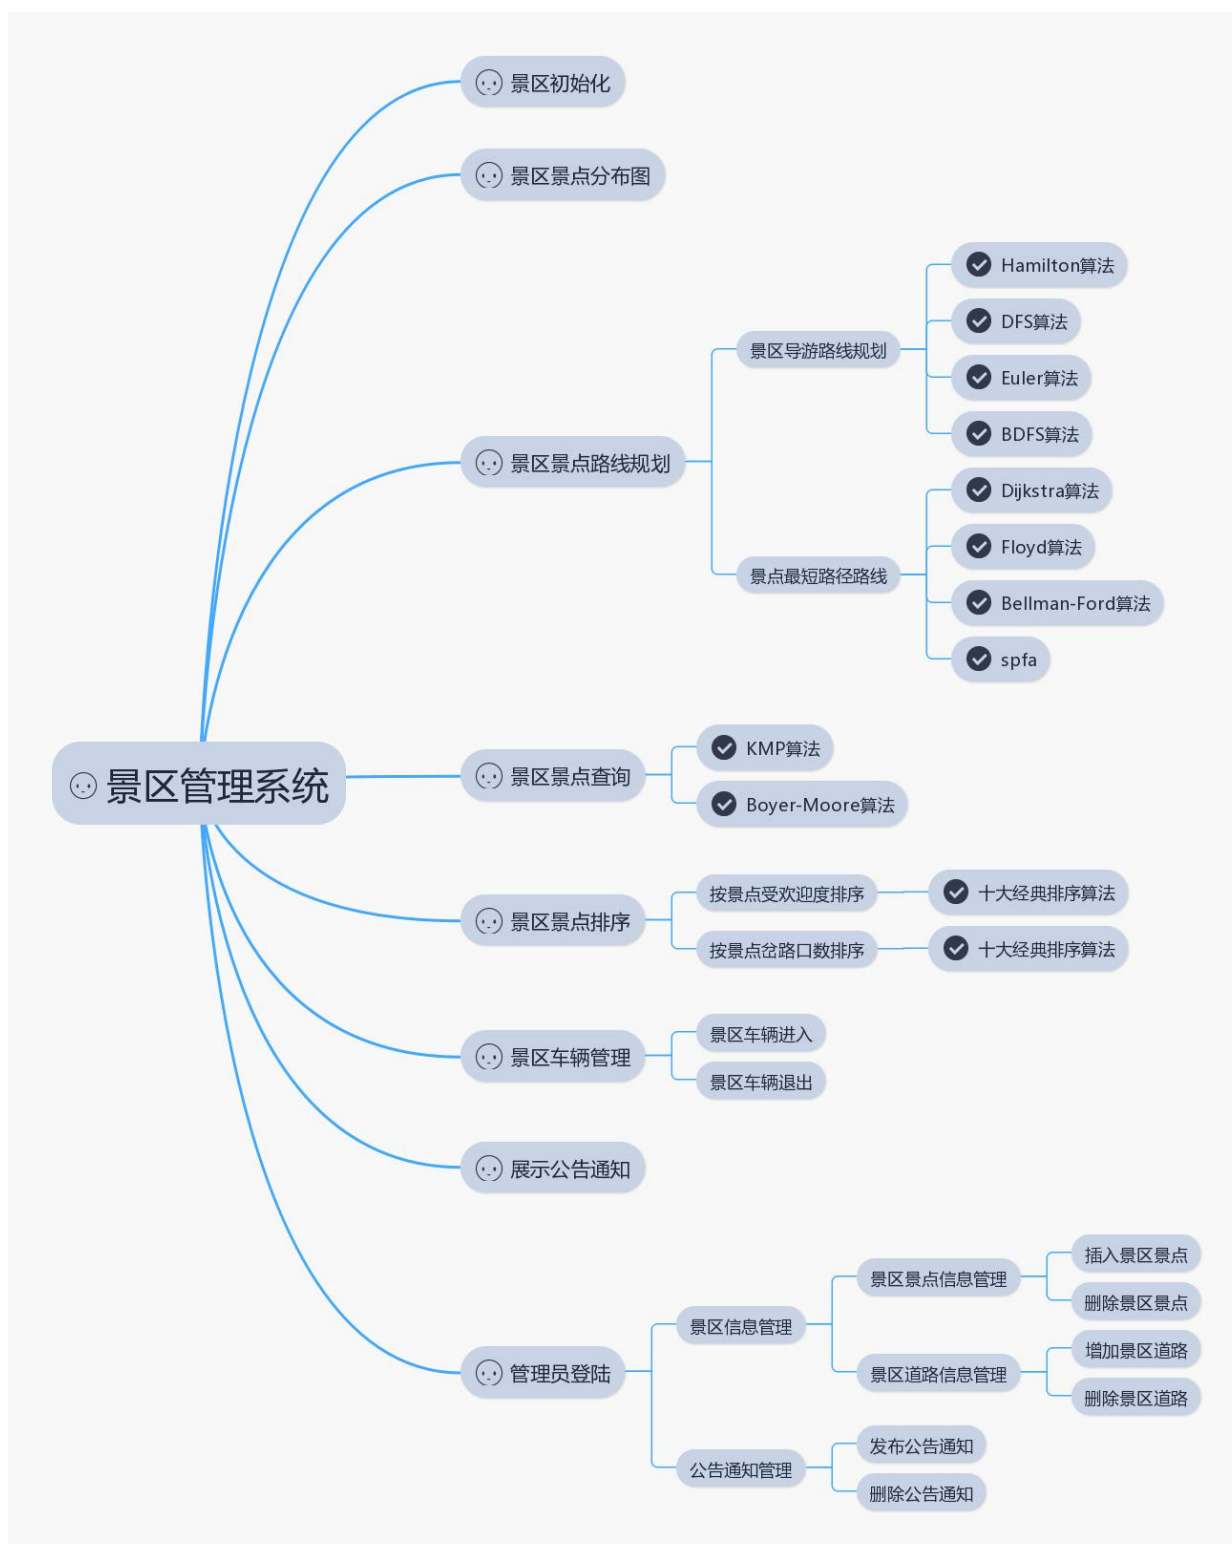 景区初始化
景区景点分布图
Hamilton算法
DFS算法
景区导游路线规划
Euler算法
BDFS算法
景区景点路线规划
Dijkstra算法
Floyd算法
景点最短路径路线
Bellman-Ford算法
spfa
KMP算法
景区管理系统
景区景点查询
Boyer-Moore算法
按景点受欢迎度排序
十大经典排序算法
景区景点排序
按景点岔路口数排序
十大经典排序算法
景区车辆进入
景区车辆管理
景区车辆退出
展示公告通知
插入景区景点
景区景点信息管理
删除景区景点
景区信息管理
增加景区道路
景区道路信息管理
删除景区道路
管理员登陆
发布公告通知
公告通知管理
删除公告通知